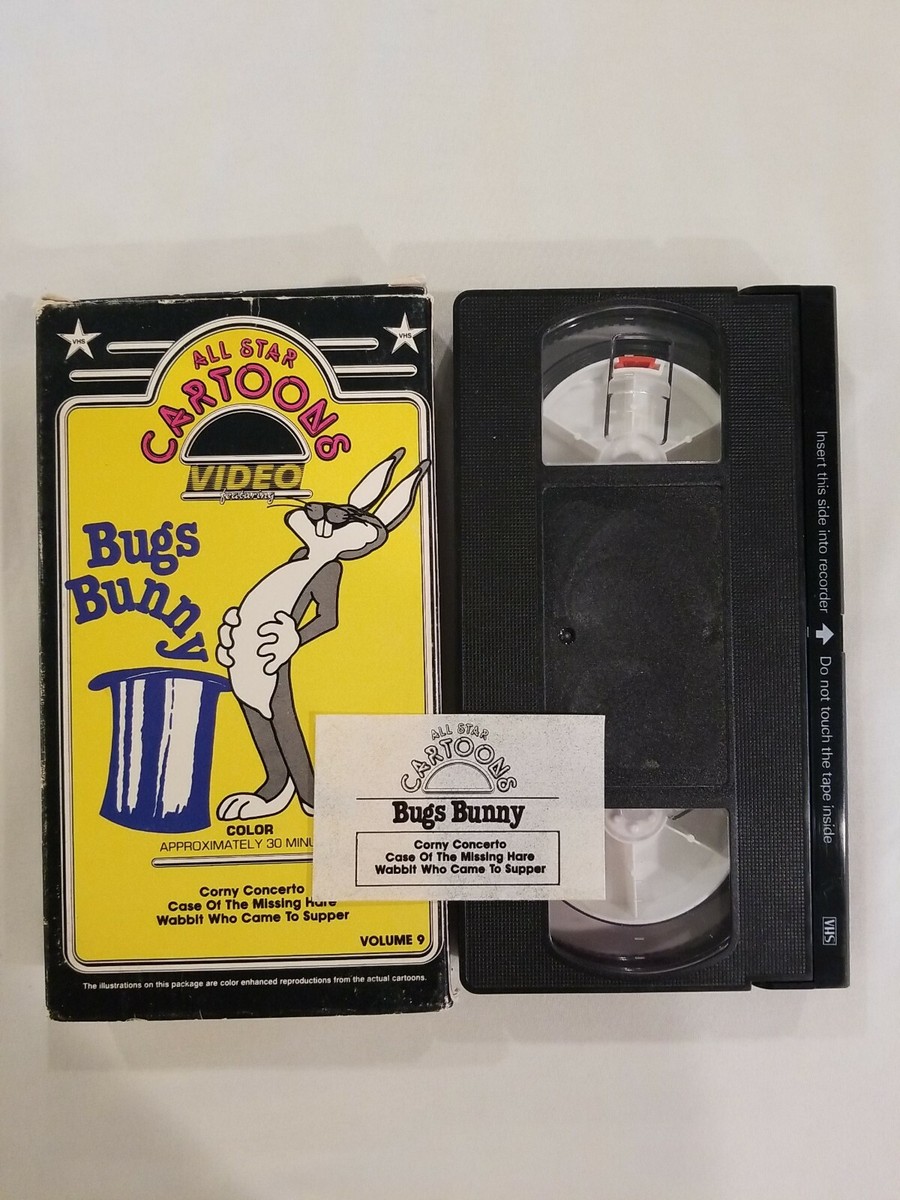 VHS
VHS
ALL STAR
CARTOONS
VIDEO
featuring
Bugs
Bunny
COLOR
APPROXIMATELY 30 MINU
Corny Concerto
Case Of The Missing Hare
Wabbit Who Came To Supper
VOLUME 9
The illustrations on this package are color enhanced reproductions from the actual cartoons.
ALL STAR
CARTOONS
Bugs Bunny
Corny Concerto
Case Of The Missing Hare
Wabbit Who Came To Supper
Insert this side into recorder Do not touch the tape inside
VHS